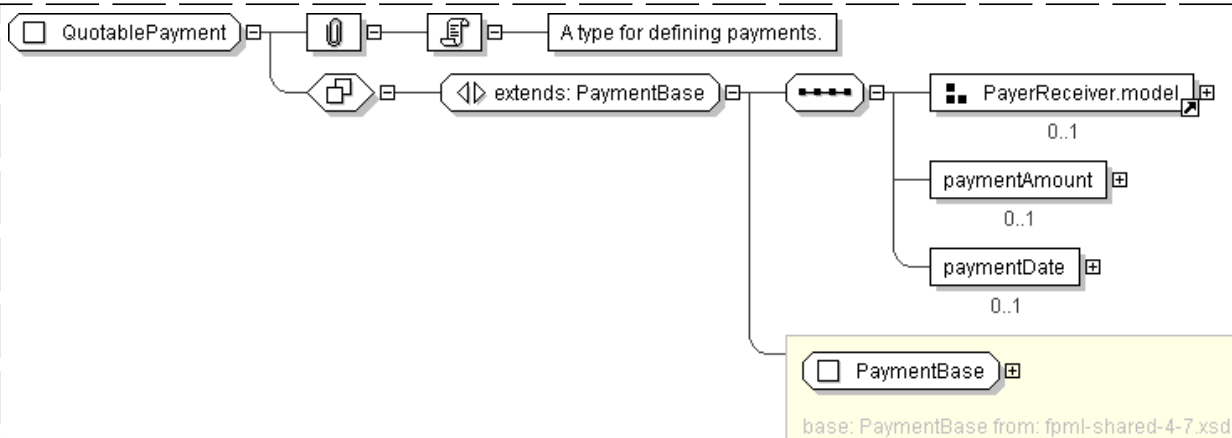 QuotablePayment
A type for defining payments.
extends: PaymentBase
PayerReceiver.model
0..1
paymentAmount
0..1
paymentDate
0..1
PaymentBase
base: PaymentBase from: fpml-shared-4-7.xsd